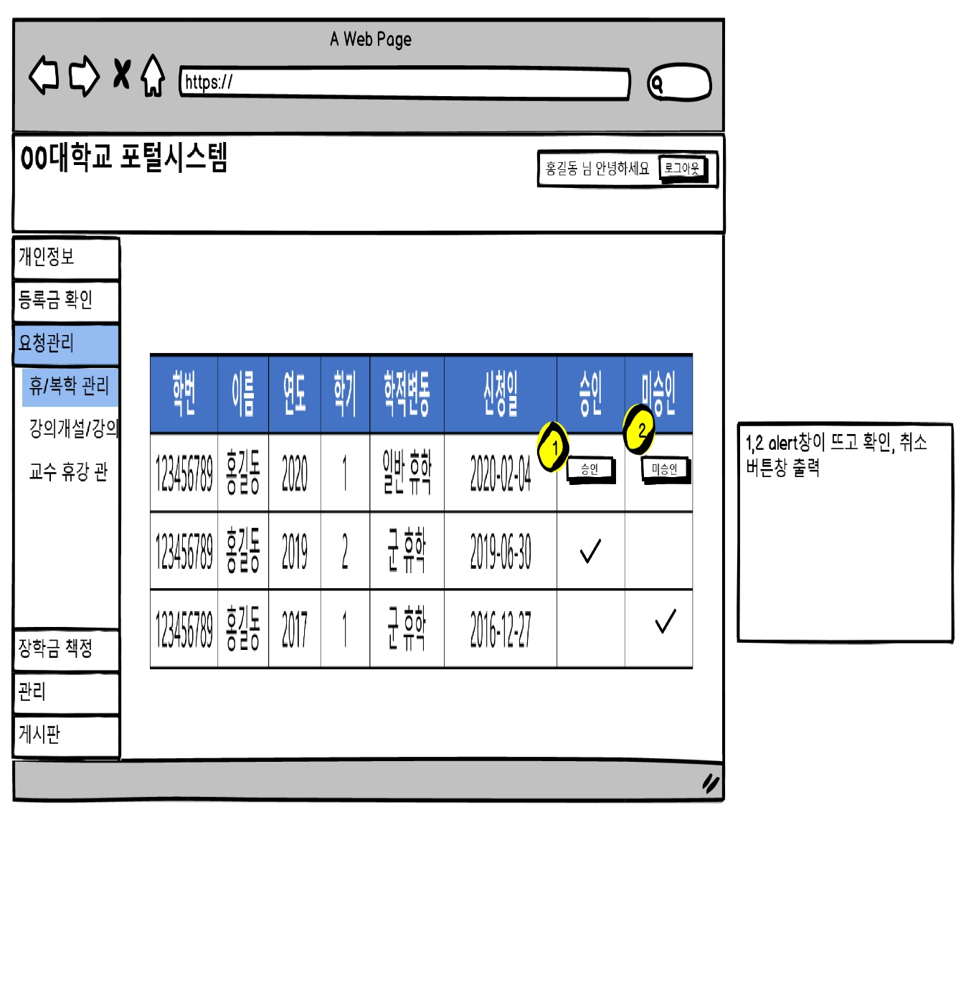 A Web Page
https://
00대학교 포털시스템
홍길동 님 안녕하세요 로그아웃
개인정보
등록금 확인
요청관리
휴/복학 관리
강의개설/강의
교수 휴강 관
장학금 책정
관리
게시판
학번 이름 연도 학기 학적변동 신청일 승인 미승인
1 2
123456789 홍길동 2020 1 일반 휴학 2020-02-04 승인 미승인
123456789 홍길동 2019 2 군 휴학 2019-06-30
123456789 홍길동 2017 1 군 휴학 2016-12-27
1,2 alert창이 뜨고 확인, 취소
버튼창 출력